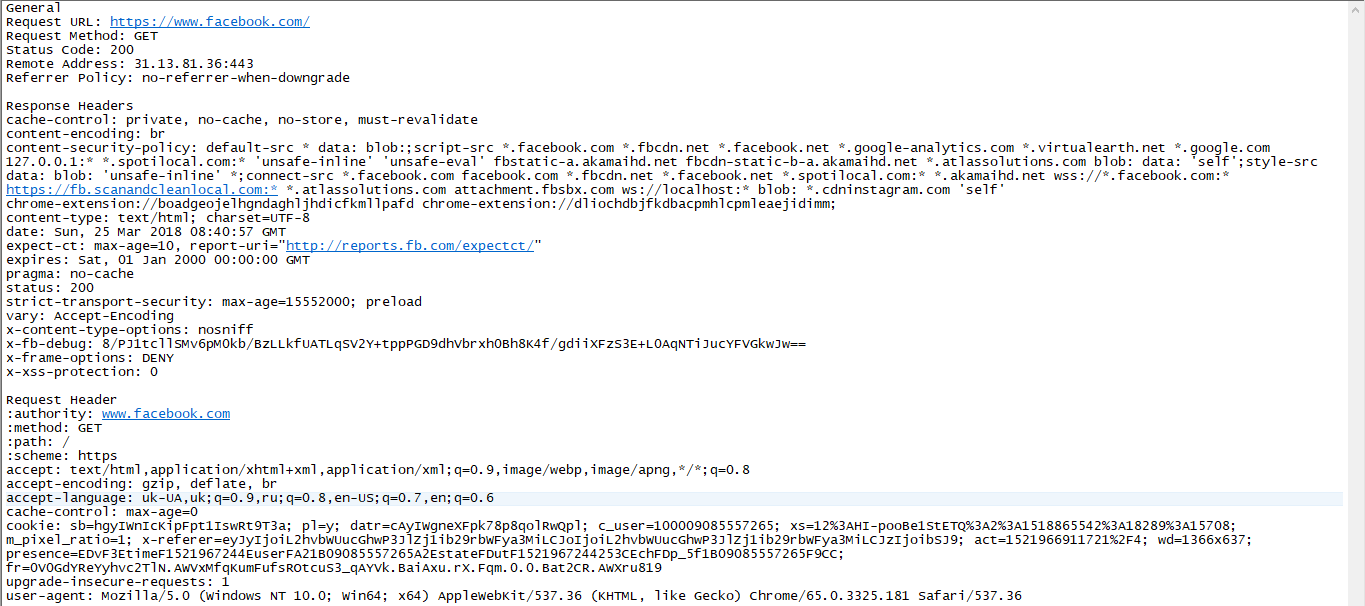 General
Request URL: https://www.facebook.com/
Request Method: GET
Status Code: 200
Remote Address: 31.13.81.36:443
Referrer Policy: no-referrer-when-downgrade
Response Headers
cache-control: private, no-cache, no-store, must-revalidate
content-encoding: br
content-security-policy: default-src * data: blob:;script-src *.facebook.com *.fbcdn.net *.facebook.net *.google-analytics.com *.virtualearth.net *.google.com
127.0.0.1:* *.spotilocal.com:* 'unsafe-inline' 'unsafe-eval' fbstatic-a.akamaihd.net fbcdn-static-b-a.akamaihd.net *.atlassolutions.com blob: data: 'self';style-src
data: blob: 'unsafe-inline' *;connect-src *.facebook.com facebook.com *.fbcdn.net *.facebook.net *.spotilocal.com:* *.akamaihd.net wss://*.facebook.com:*
https://fb.scanandcleanlocal.com:* *.atlassolutions.com attachment.fbsbx.com ws://localhost:* blob: *.cdninstagram.com 'self'
chrome-extension://boadgeojelhgndaghljhdicfkmllpafd chrome-extension://dliochdbjfkdbacpmhlcpmleaejidimm;
content-type: text/html; charset=UTF-8
date: Sun, 25 Mar 2018 08:40:57 GMT
expect-ct: max-age=10, report-uri="http://reports.fb.com/expectct/"
expires: Sat, 01 Jan 2000 00:00:00 GMT
pragma: no-cache
status: 200
strict-transport-security: max-age=15552000; preload
vary: Accept-Encoding
x-content-type-options: nosniff
x-fb-debug: 8/PJ1tcllSMv6pM0kb/BzLLkfUATLqSV2Y+tppPGD9dhVbrxh0Bh8K4f/gdiiXFzS3E+L0AqNTiJucYFVGkwJw==
x-frame-options: DENY
x-xss-protection: 0
Request Header
:authority: www.facebook.com
:method: GET
:path: /
:scheme: https
accept: text/html,application/xhtml+xml,application/xml;q=0.9,image/webp,image/apng,*/*;q=0.8
accept-encoding: gzip, deflate, br
accept-language: uk-UA,uk;q=0.9,ru;q=0.8,en-US;q=0.7,en;q=0.6
cache-control: max-age=0
cookie: sb=hgyIWnIcKipFpt1IswRt9T3a; pl=y; datr=cAyIWgneXFpk78p8qolRwQpl; c_user=100009085557265; xs=12%3AHI-pooBe1StETQ%3A2%3A1518865542%3A18289%3A15708;
m_pixel_ratio=1; x-referer=eyJyIjoiL2hvbWUucGhwP3JlZj1ib29rbWFya3MiLCJoIjoiL2hvbWUucGhwP3JlZj1ib29rbWFya3MiLCJzIjoibSJ9; act=1521966911721%2F4; wd=1366x637;
presence=EDvF3EtimeF1521967244EuserFA21B09085557265A2EstateFDutF1521967244253CEchFDp_5f1B09085557265F9CC;
fr=0VOGdYReYyhvc2TlN.AWVxMfqKumFufsROtcuS3_qAYVk.BaiAxu.rX.Fqm.0.0.Bat2CR.AWXru819
upgrade-insecure-requests: 1
user-agent: Mozilla/5.0 (Windows NT 10.0; Win64; x64) AppleWebKit/537.36 (KHTML, like Gecko) Chrome/65.0.3325.181 Safari/537.36